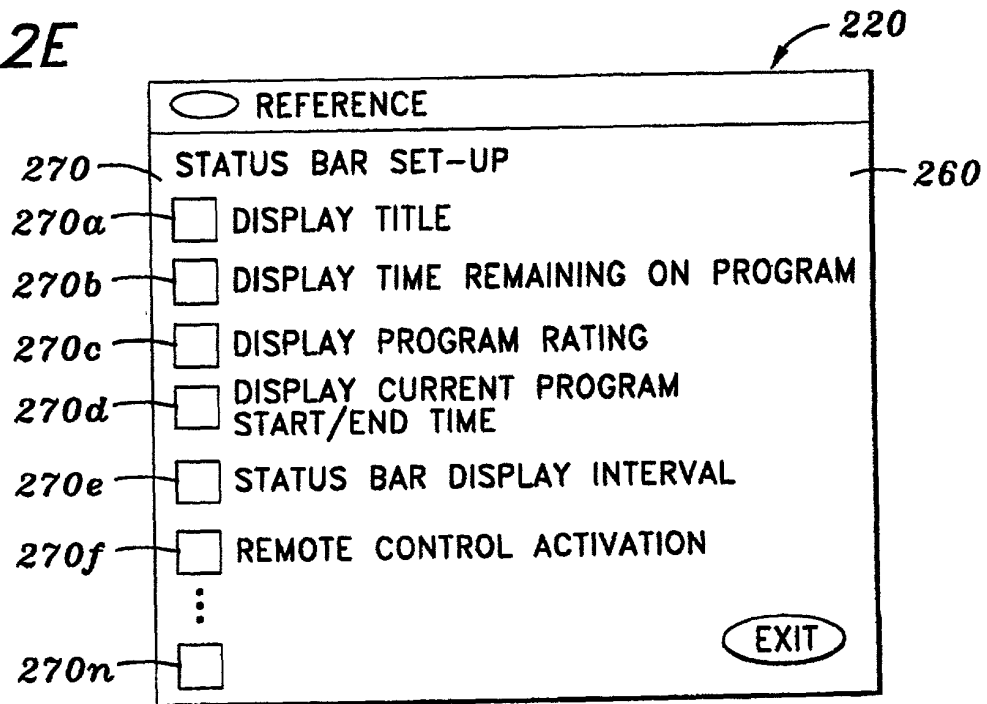 2E
220
REFERENCE
270 STATUS BAR SET-UP 260
270a DISPLAY TITLE
270b DISPLAY TIME REMAINING ON PROGRAM
270c DISPLAY PROGRAM RATING
270d DISPLAY CURRENT PROGRAM
START/END TIME
270e STATUS BAR DISPLAY INTERVAL
270f REMOTE CONTROL ACTIVATION
EXIT
270n